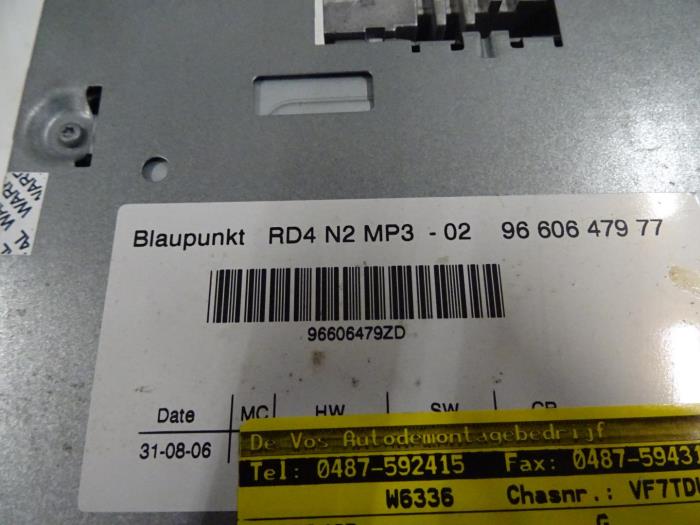 Blaupunkt RD4 N2 MP3 - 02 96 606 479 77
96606479ZD
Date MC HW SW
31-08-06
De Vos Autodemontagebedrijf
Tel: 0487-592415 Fax: 0487-59431
W6336 Chasnr.: VF7TD